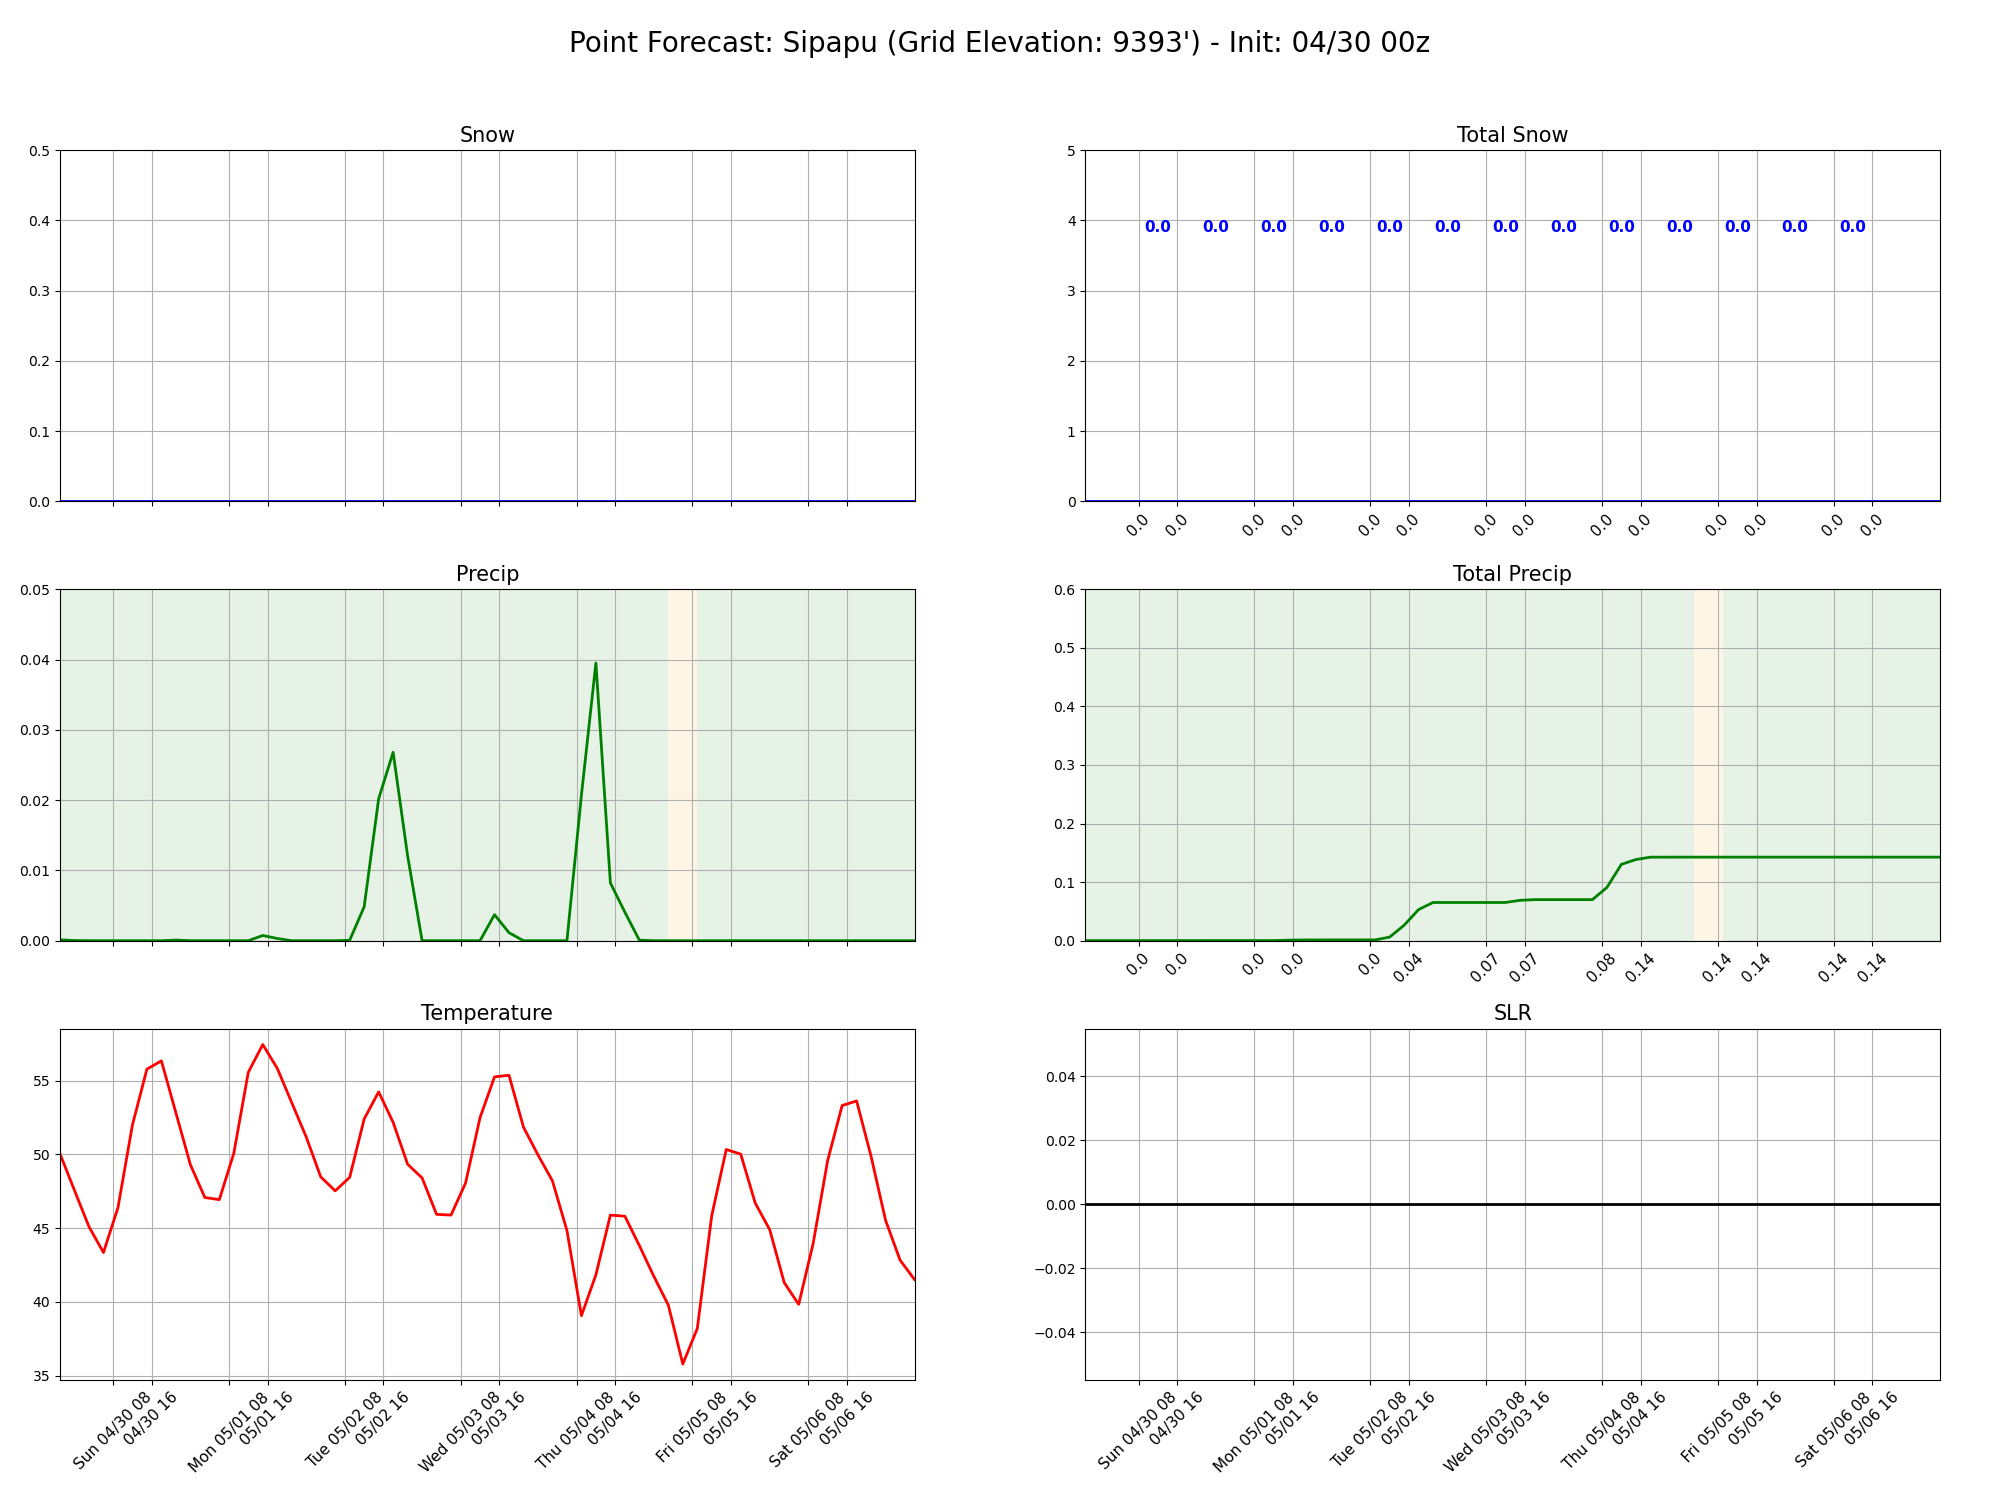 Point Forecast: Sipapu (Grid Elevation: 9393') - Init: 04/30 00z
Snow
0.5
0.4
0.3
0.2
0.1
0.0
Total Snow
5
4
3
2
1
0
0.0 0.0 0.0 0.0 0.0 0.0 0.0 0.0 0.0 0.0 0.0 0.0 0.0
0.0 0.0 0.0 0.0 0.0 0.0 0.0 0.0 0.0 0.0 0.0 0.0 0.0 0.0
Precip
0.05
0.04
0.03
0.02
0.01
0.00
Total Precip
0.6
0.5
0.4
0.3
0.2
0.1
0.0
0.0 0.0 0.0 0.0 0.0 0.04 0.07 0.07 0.08 0.14 0.14 0.14 0.14 0.14
Temperature
55
50
45
40
35
Sun 04/30 08
04/30 16
Mon 05/01 08
05/01 16
Tue 05/02 08
05/02 16
Wed 05/03 08
05/03 16
Thu 05/04 08
05/04 16
Fri 05/05 08
05/05 16
Sat 05/06 08
05/06 16
SLR
0.04
0.02
0.00
−0.02
−0.04
Sun 04/30 08
04/30 16
Mon 05/01 08
05/01 16
Tue 05/02 08
05/02 16
Wed 05/03 08
05/03 16
Thu 05/04 08
05/04 16
Fri 05/05 08
05/05 16
Sat 05/06 08
05/06 16